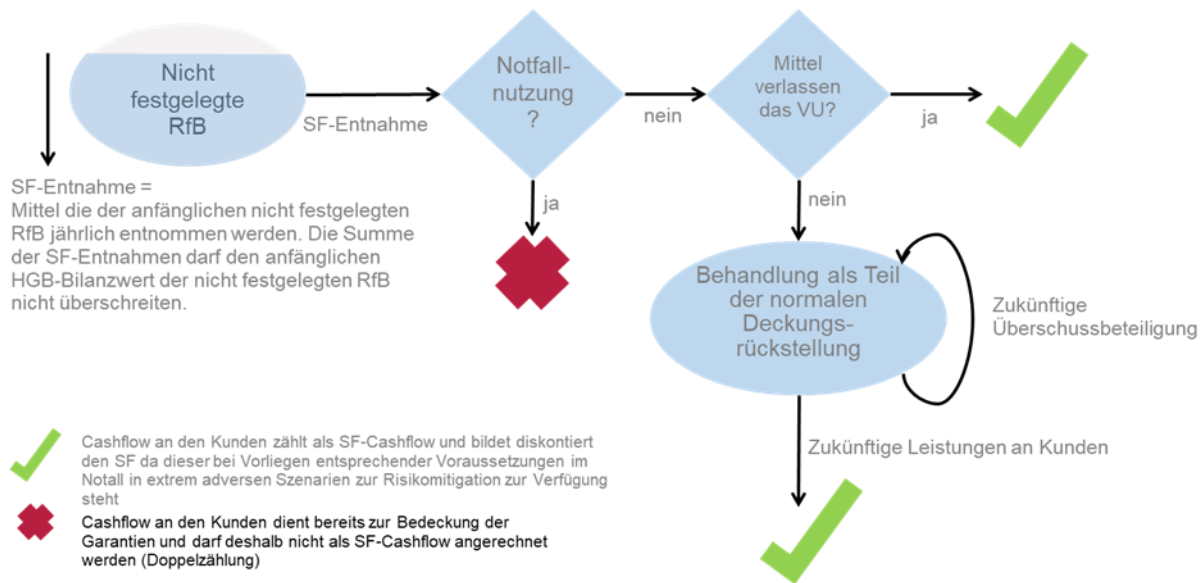 Nicht
festgelegte
RfB
SF-Entnahme
Notfall-
nutzung
?
nein
Mittel
verlassen
das VU?
ja
ja
nein
SF-Entnahme =
Mittel die der anfänglichen nicht festgelegten
RfB jährlich entnommen werden. Die Summe
der SF-Entnahmen darf den anfänglichen
HGB-Bilanzwert der nicht festgelegten RfB
nicht überschreiten.
Behandlung als Teil
der normalen
Deckungs-
rückstellung
Zukünftige
Überschussbeteiligung
Zukünftige Leistungen an Kunden
Cashflow an den Kunden zählt als SF-Cashflow und bildet diskontiert
den SF da dieser bei Vorliegen entsprechender Voraussetzungen im
Notall in extrem adversen Szenarien zur Risikomitigation zur Verfügung
steht
Cashflow an den Kunden dient bereits zur Bedeckung der
Garantien und darf deshalb nicht als SF-Cashflow angerechnet
werden (Doppelzählung)